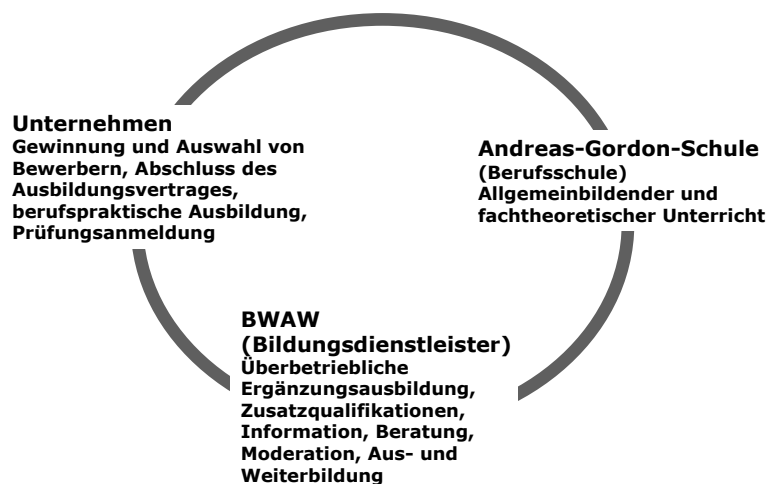 Unternehmen
Gewinnung und Auswahl von
Bewerbern, Abschluss des
Ausbildungsvertrages,
berufspraktische Ausbildung,
Prüfungsanmeldung
Andreas-Gordon-Schule
(Berufsschule)
Allgemeinbildender und
fachtheoretischer Unterricht
BWAW
(Bildungsdienstleister)
Überbetriebliche
Ergänzungsausbildung,
Zusatzqualifikationen,
Information, Beratung,
Moderation, Aus- und
Weiterbildung